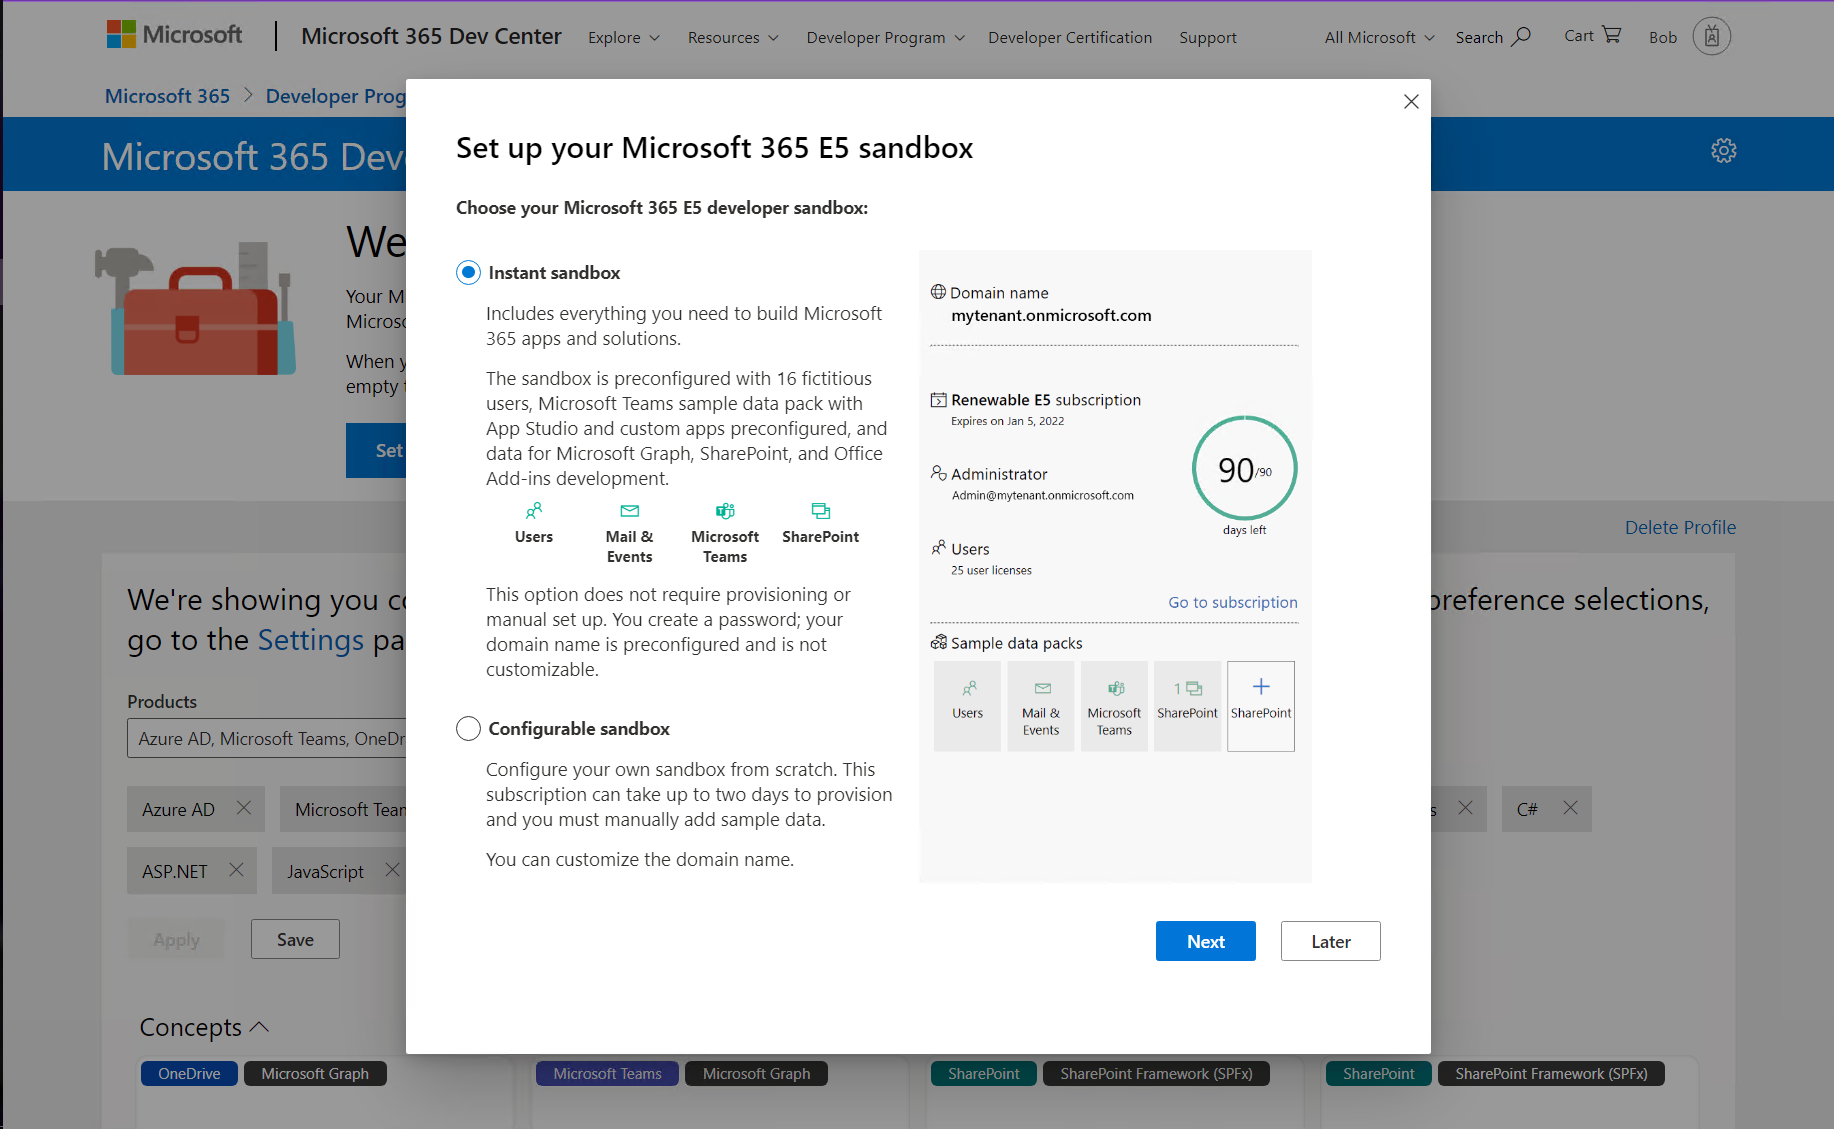 Microsoft
Microsoft 365 Dev Center
Explore
Resources
Developer Program
Developer Certification
Support
All Microsoft
Search
Cart
Bob
Microsoft 365 > Developer Prog
Microsoft 365 Dev
We
Your M
Microso
When y
empty t
Set
Set up your Microsoft 365 E5 sandbox
Choose your Microsoft 365 E5 developer sandbox:
Instant sandbox
Includes everything you need to build Microsoft
365 apps and solutions.
The sandbox is preconfigured with 16 fictitious
users, Microsoft Teams sample data pack with
App Studio and custom apps preconfigured, and
data for Microsoft Graph, SharePoint, and Office
Add-ins development.
Users
Mail &
Events
Microsoft
Teams
SharePoint
This option does not require provisioning or
manual set up. You create a password; your
domain name is preconfigured and is not
customizable.
Configurable sandbox
Configure your own sandbox from scratch. This
subscription can take up to two days to provision
and you must manually add sample data.
You can customize the domain name.
Domain name
mytenant.onmicrosoft.com
Renewable E5 subscription
Expires on Jan 5, 2022
90/90
days left
Administrator
Admin@mytenant.onmicrosoft.com
Users
25 user licenses
Go to subscription
Sample data packs
Users
Mail &
Events
Microsoft
Teams
1
SharePoint
SharePoint
Next
Later
Delete Profile
We're showing you co
preference selections,
go to the Settings pa
Products
Azure AD, Microsoft Teams, OneDr
Azure AD
Microsoft Team
s
C#
ASP.NET
JavaScript
Apply
Save
Concepts
OneDrive
Microsoft Graph
Microsoft Teams
Microsoft Graph
SharePoint
SharePoint Framework (SPFx)
SharePoint
SharePoint Framework (SPFx)